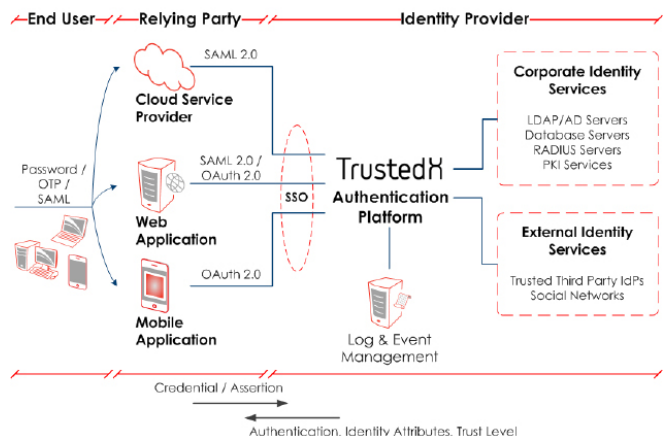 End User
Relying Party
Identity Provider
SAML 2.0
Cloud Service
Provider
Password /
OTP /
SAML
SAML 2.0 /
OAuth 2.0
Web
Application
OAuth 2.0
Mobile
Application
SSO
TrustedX
Authentication
Platform
Log & Event
Management
Corporate Identity
Services
LDAP/AD Servers
Database Servers
RADIUS Servers
PKI Services
External Identity
Services
Trusted Third Party IdPs
Social Networks
Credential / Assertion
Authentication, Identity Attributes, Trust Level